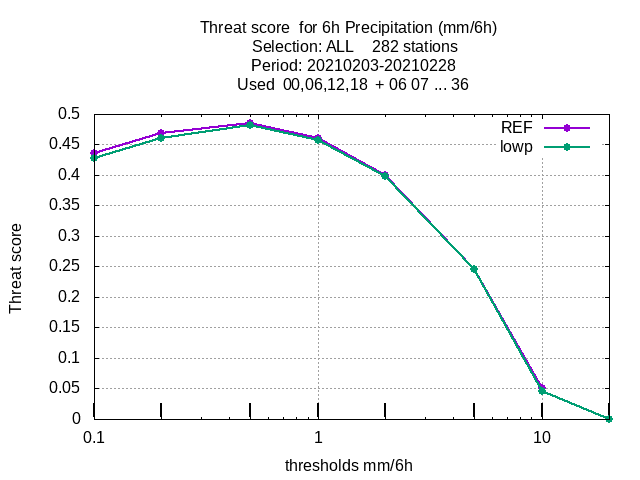 Threat score  for 6h Precipitation (mm/6h)
Selection: ALL    282 stations
Period: 20210203-20210228
Used  00,06,12,18  + 06 07 ... 36
REF
lowp
0.5
0.45
0.4
0.35
0.3
0.25
0.2
0.15
0.1
0.05
0
Threat score
0.1 1 10
thresholds mm/6h